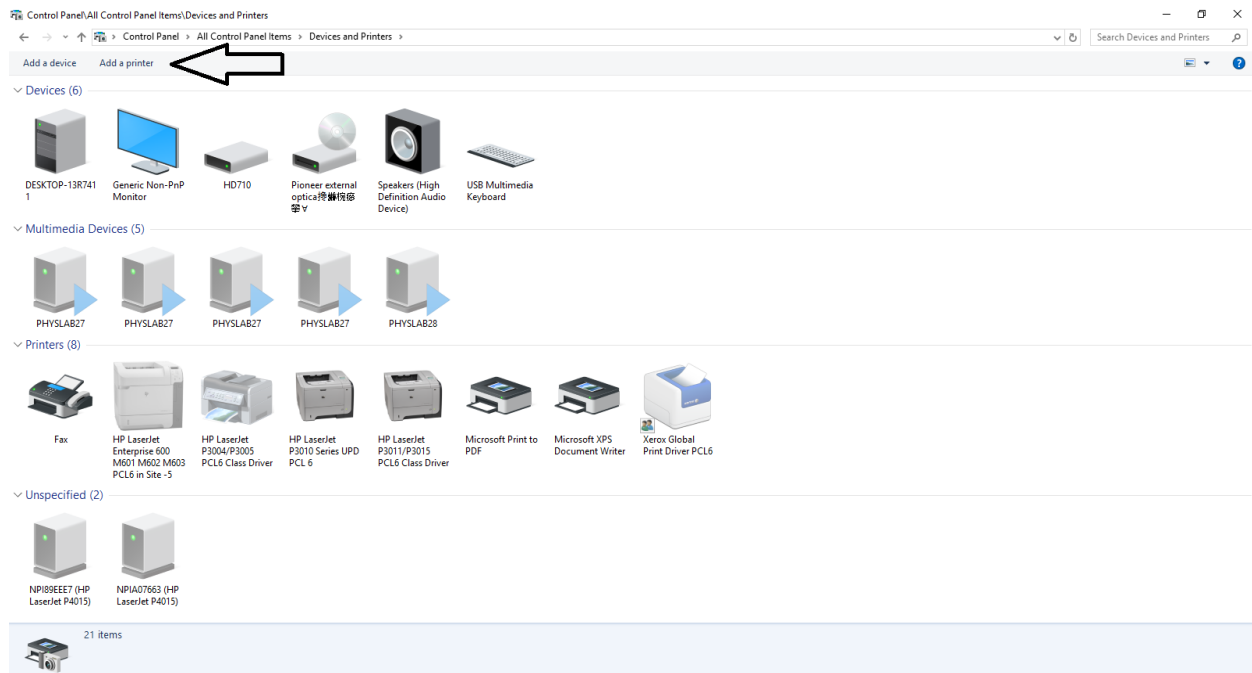 Control Panel\All Control Panel Items\Devices and Printers
Control Panel > All Control Panel Items > Devices and Printers >
Search Devices and Printers
Add a device Add a printer
Devices (6)
DESKTOP-13R741
1
Generic Non-PnP
Monitor
HD710
Pioneer external
optica
Speakers (High
Definition Audio
Device)
USB Multimedia
Keyboard
Multimedia Devices (5)
PHYSLAB27
PHYSLAB27
PHYSLAB27
PHYSLAB27
PHYSLAB28
Printers (8)
Fax
HP LaserJet
Enterprise 600
M601 M602 M603
PCL6 in Site -5
HP LaserJet
P3004/P3005
PCL6 Class Driver
HP LaserJet
P3010 Series UPD
PCL 6
HP LaserJet
P3011/P3015
PCL6 Class Driver
Microsoft Print to
PDF
Microsoft XPS
Document Writer
Xerox Global
Print Driver PCL6
Unspecified (2)
NPI89EEE7 (HP
LaserJet P4015)
NPIA07663 (HP
LaserJet P4015)
21 items